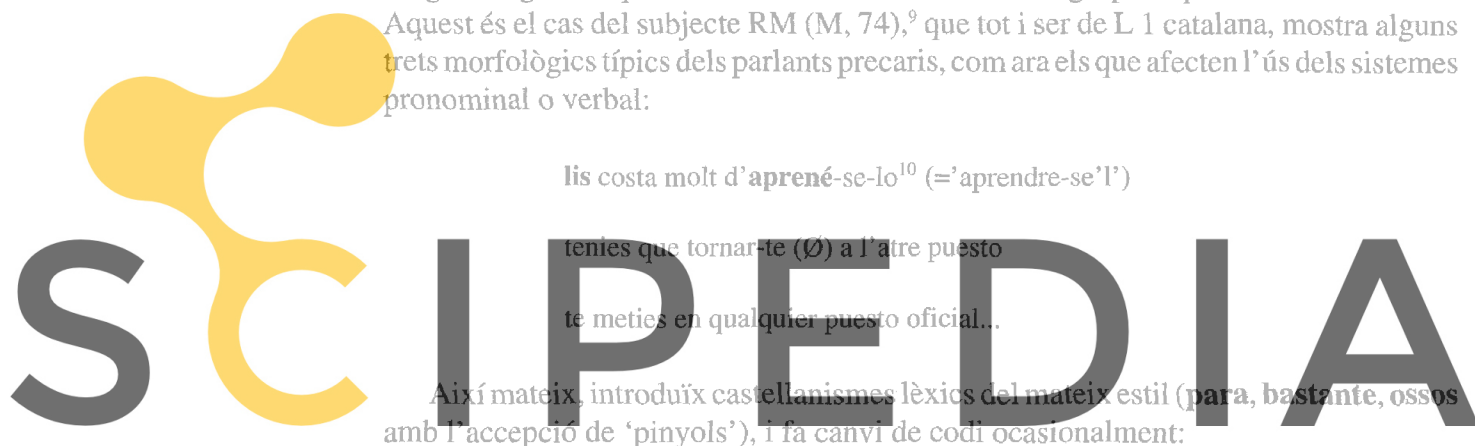 Aquest és el cas del subjecte RM (M, 74),⁹ que tot i ser de L 1 catalana, mostra alguns
trets morfològics típics dels parlants precaris, com ara els que afecten l'ús dels sistemes
pronominal o verbal:
lis costa molt d'aprené-se-lo¹⁰ (='aprendre-se'l')
tenies que tornar-te (Ø) a l'atre puesto
te meties en qualquier puesto oficial...
SCIPEDIA
Així mateix, introduïx castellanismes lèxics del mateix estil (para, bastante, ossos
amb l'accepció de 'pinyols'), i fa canvi de codi ocasionalment: